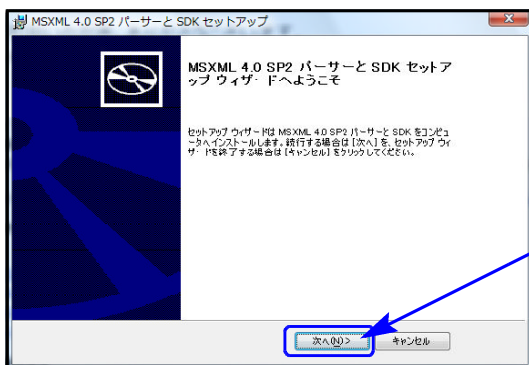 MSXML 4.0 SP2 パーサーと SDK セットアップ
MSXML 4.0 SP2 パーサーと SDK セットア
ップ ウィザードへようこそ
セットアップ ウィザードは MSXML 4.0 SP2 パーサーと SDK をコンピュ
ータへインストールします。続行する場合は [次へ] を、セットアップ ウィ
ザードを終了する場合は [キャンセル] をクリックしてください。
次へ(N)>
キャンセル